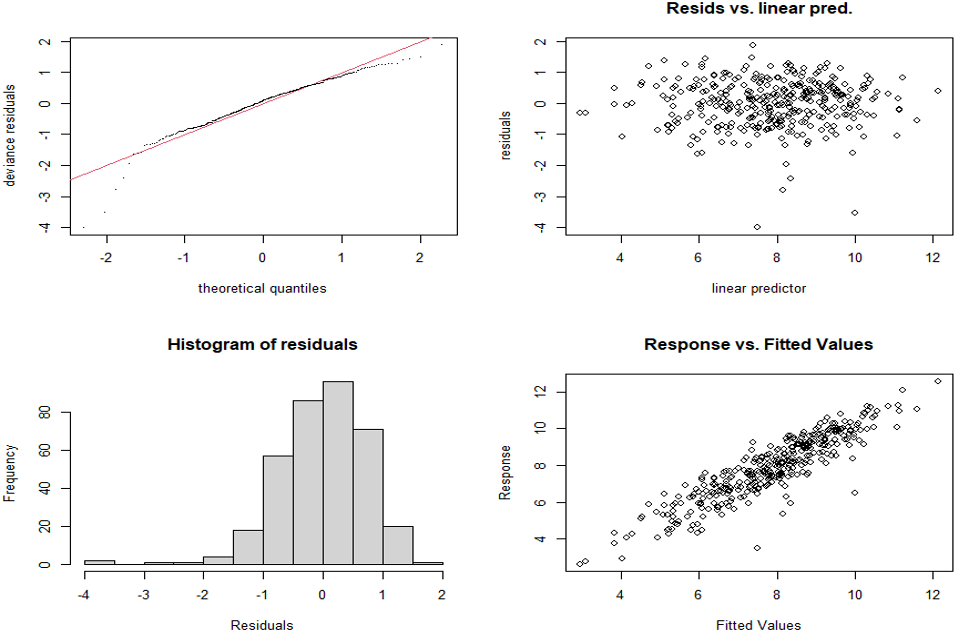 Resids vs. linear pred.
deviance residuals
-4 -3 -2 -1 0 1 2
-2 -1 0 1 2
theoretical quantiles
residuals
-4 -3 -2 -1 0 1 2
4 6 8 10 12
linear predictor
Histogram of residuals
Frequency
0 20 40 60 80
-4 -3 -2 -1 0 1 2
Residuals
Response vs. Fitted Values
Response
4 6 8 10 12
4 6 8 10 12
Fitted Values